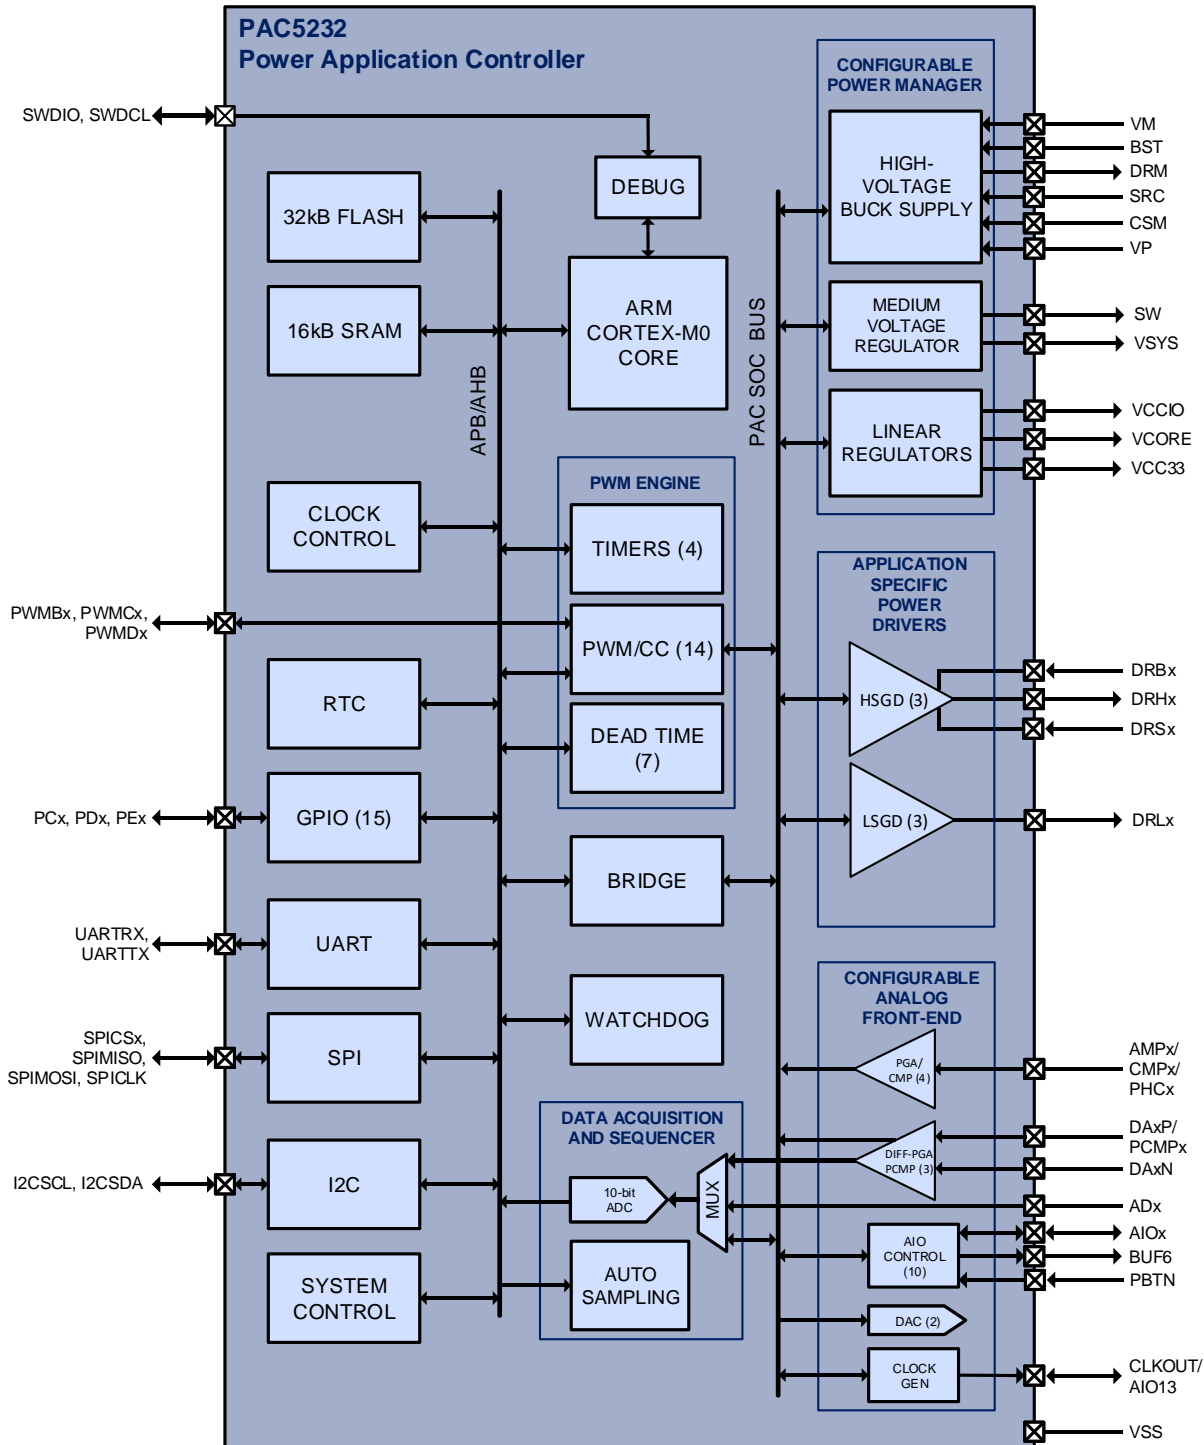 PAC5232
Power Application Controller
SWDIO, SWDCL
32kB FLASH
16kB SRAM
CLOCK
CONTROL
PWMBx, PWMCx,
PWMDx
RTC
PCx, PDx, PEx
GPIO (15)
UARTRX,
UARTTX
UART
SPICSx,
SPIMISO,
SPIMOSI, SPICLK
SPI
I2CSCL, I2CSDA
I2C
SYSTEM
CONTROL
APB/AHB
DEBUG
ARM
CORTEX-M0
CORE
PWM ENGINE
TIMERS (4)
PWM/CC (14)
DEAD TIME
(7)
BRIDGE
WATCHDOG
DATA ACQUISITION
AND SEQUENCER
10-bit
ADC
MUX
AUTO
SAMPLING
PAC SOC BUS
CONFIGURABLE
POWER MANAGER
HIGH-
VOLTAGE
BUCK SUPPLY
MEDIUM
VOLTAGE
REGULATOR
LINEAR
REGULATORS
VM
BST
DRM
SRC
CSM
VP
SW
VSYS
VCCIO
VCORE
VCC33
APPLICATION
SPECIFIC
POWER
DRIVERS
HSGD (3)
LSGD (3)
DRBx
DRHx
DRSx
DRLx
CONFIGURABLE
ANALOG
FRONT-END
PGA/
CMP (4)
DIFF-PGA
PCMP (3)
AIO
CONTROL
(10)
DAC (2)
CLOCK
GEN
AMPx/
CMPx/
PHCx
DAxP/
PCMPx
DAxN
ADx
AIOx
BUF6
PBTN
CLKOUT/
AIO13
VSS